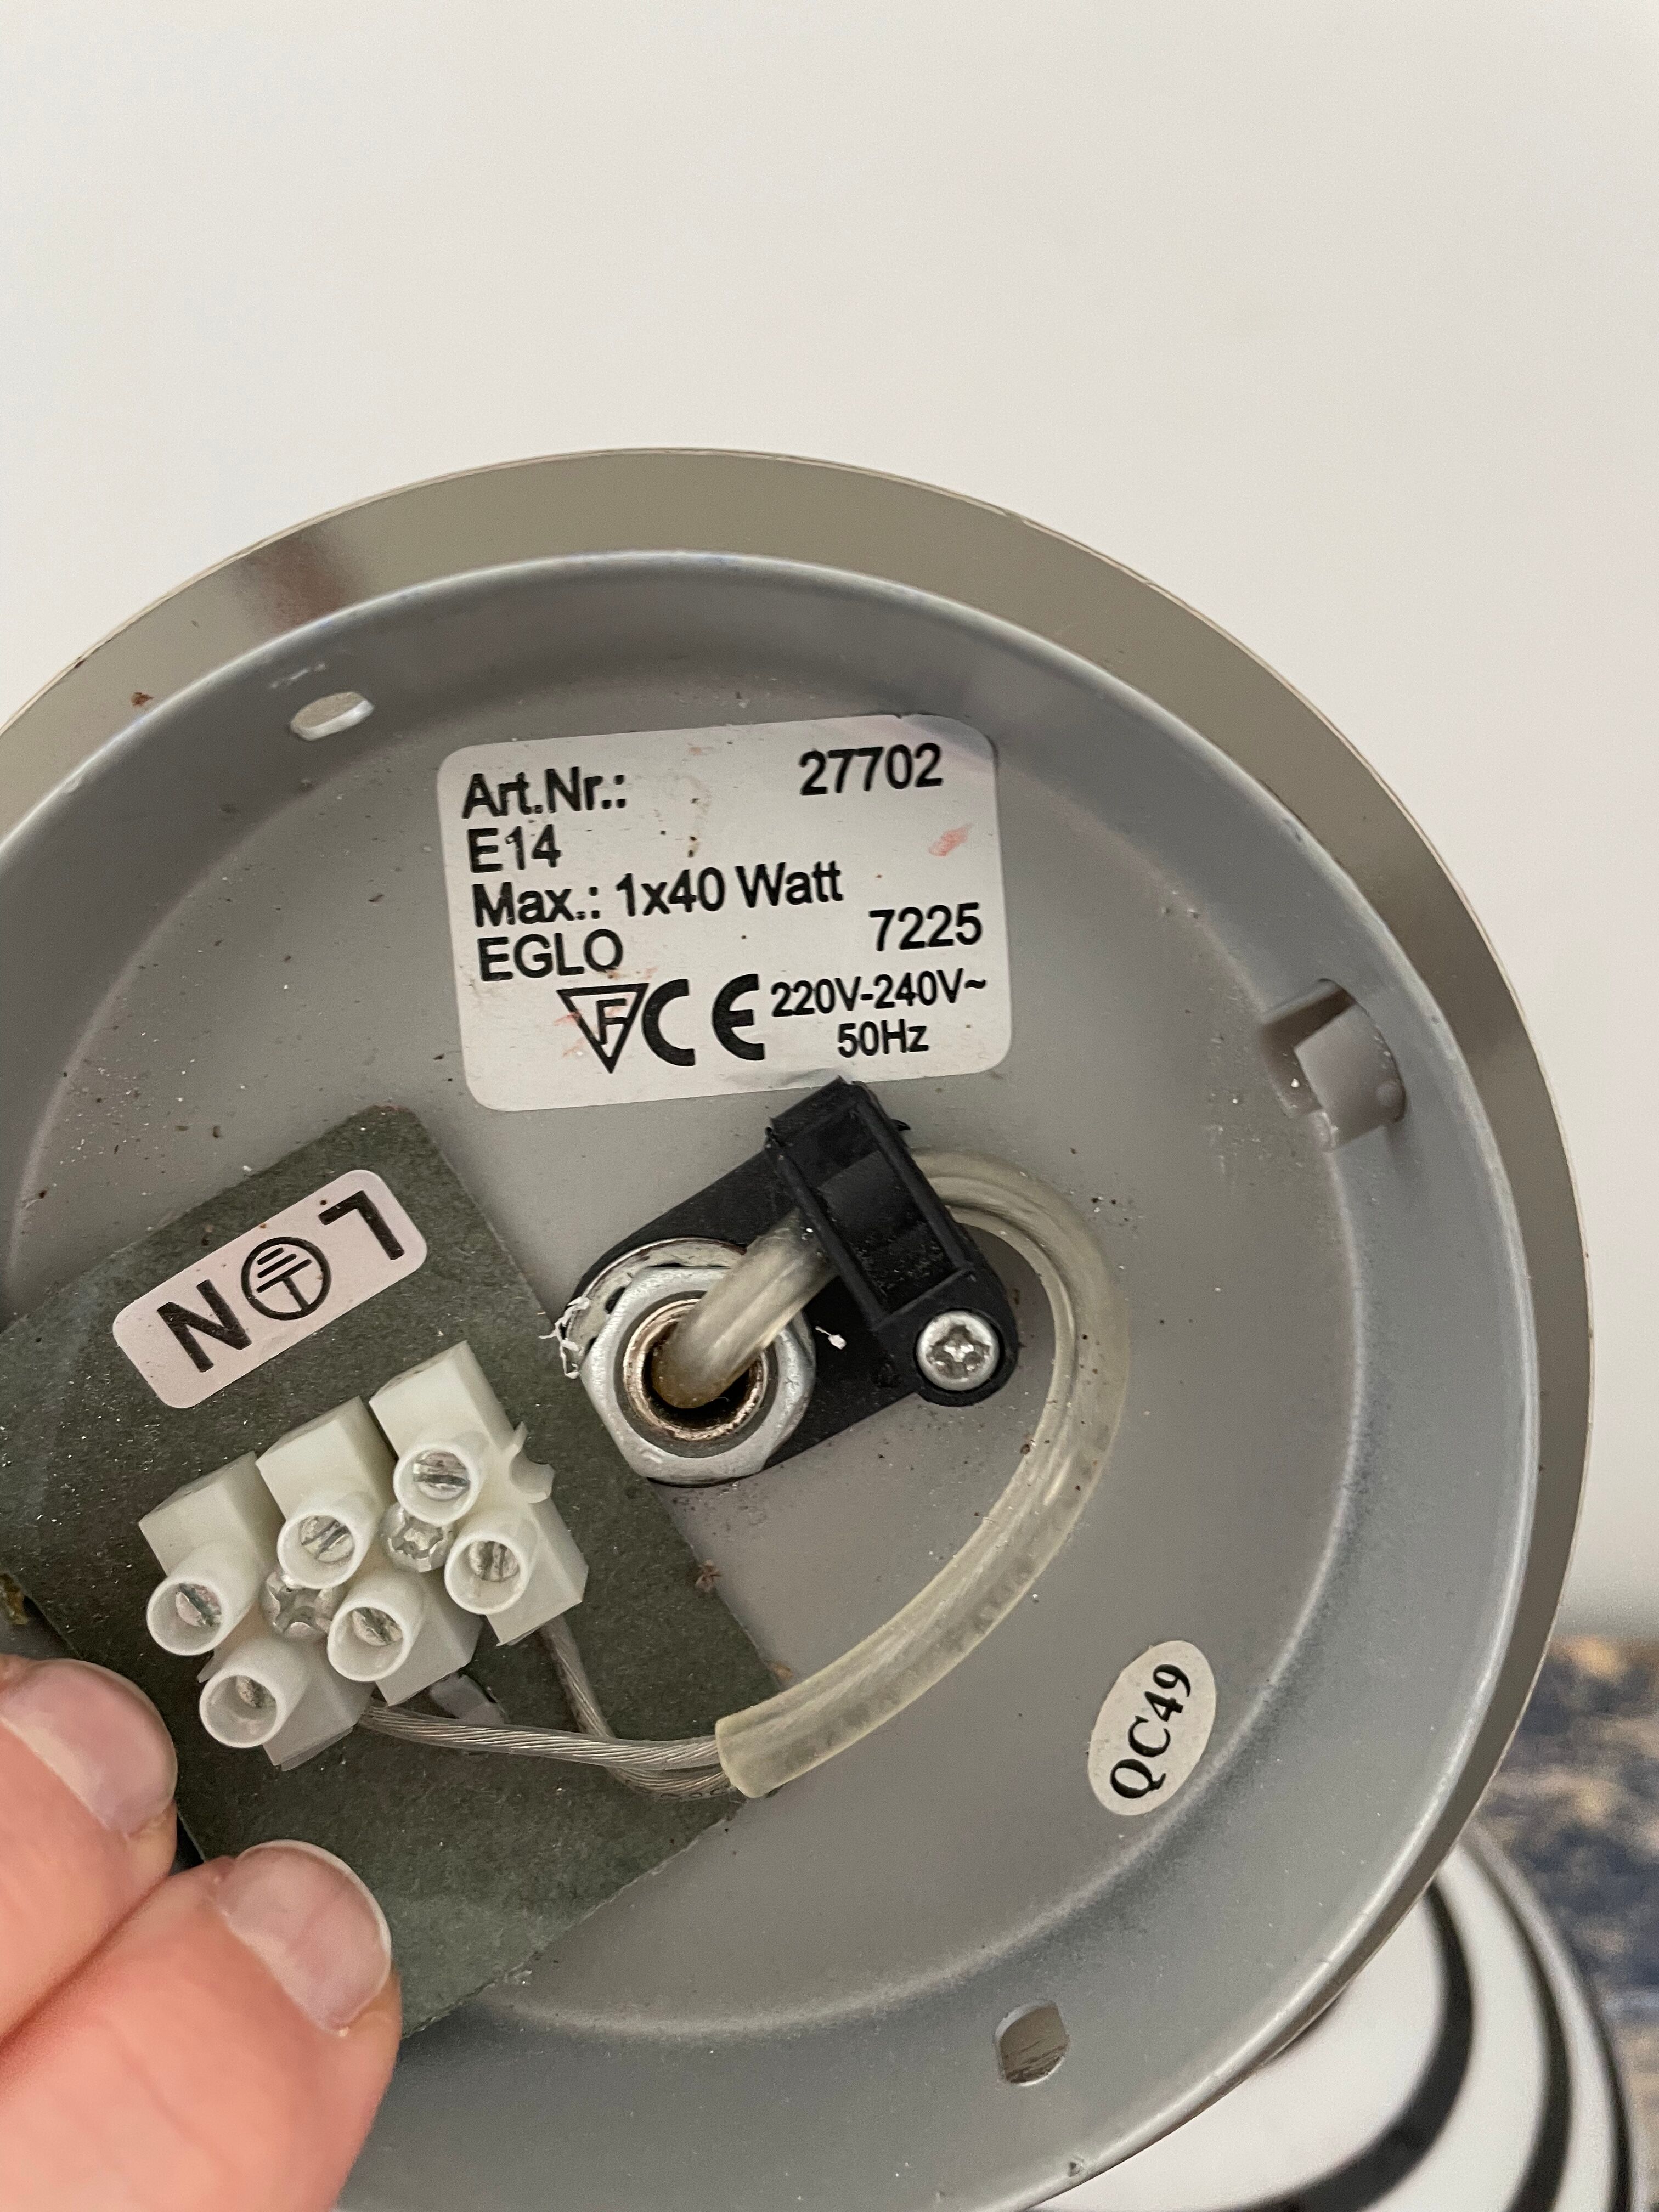 Art.Nr.: 27702
E14
Max.: 1x40 Watt
EGLO 7225
F CE 220V-240V~
50Hz
N L
QC49